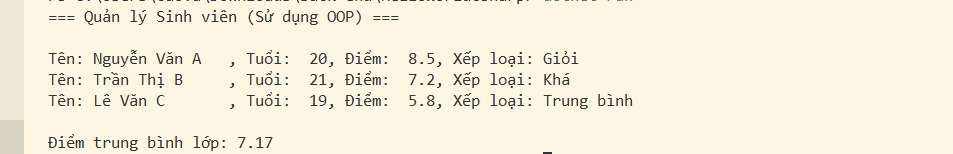 === Quản lý Sinh viên (Sử dụng OOP) ===
Tên: Nguyễn Văn A   , Tuổi:  20, Điểm:  8.5, Xếp loại: Giỏi
Tên: Trần Thị B     , Tuổi:  21, Điểm:  7.2, Xếp loại: Khá
Tên: Lê Văn C       , Tuổi:  19, Điểm:  5.8, Xếp loại: Trung bình
Điểm trung bình lớp: 7.17